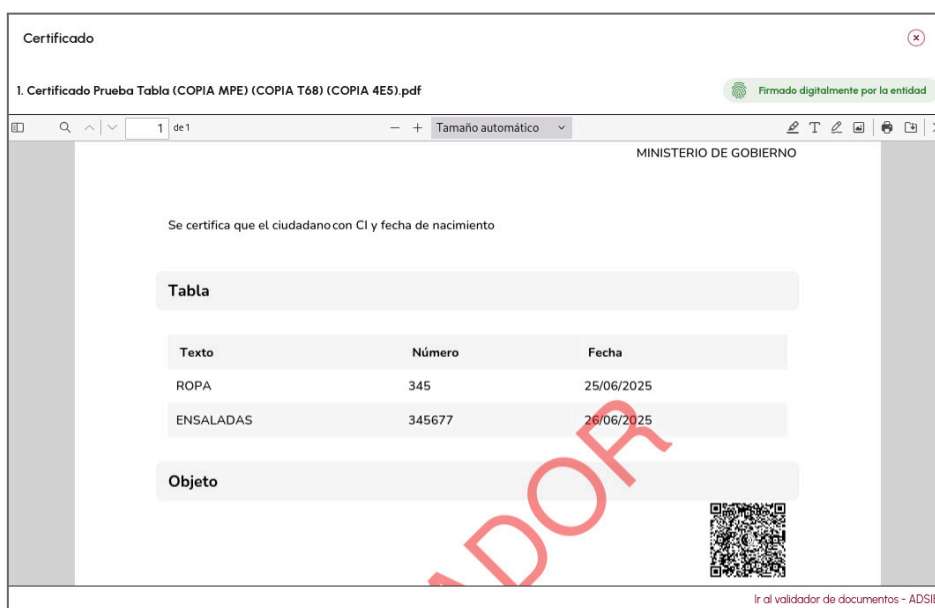 Certificado
1. Certificado Prueba Tabla (COPIA MPE) (COPIA T68) (COPIA 4E5).pdf
Firmado digitalmente por la entidad
1 de 1
Tamaño automático
MINISTERIO DE GOBIERNO
Se certifica que el ciudadano con CI y fecha de nacimiento
Tabla
Texto Número Fecha
ROPA 345 25/06/2025
ENSALADAS 345677 26/06/2025
Objeto
ADOR
Ir al validador de documentos - ADSIB